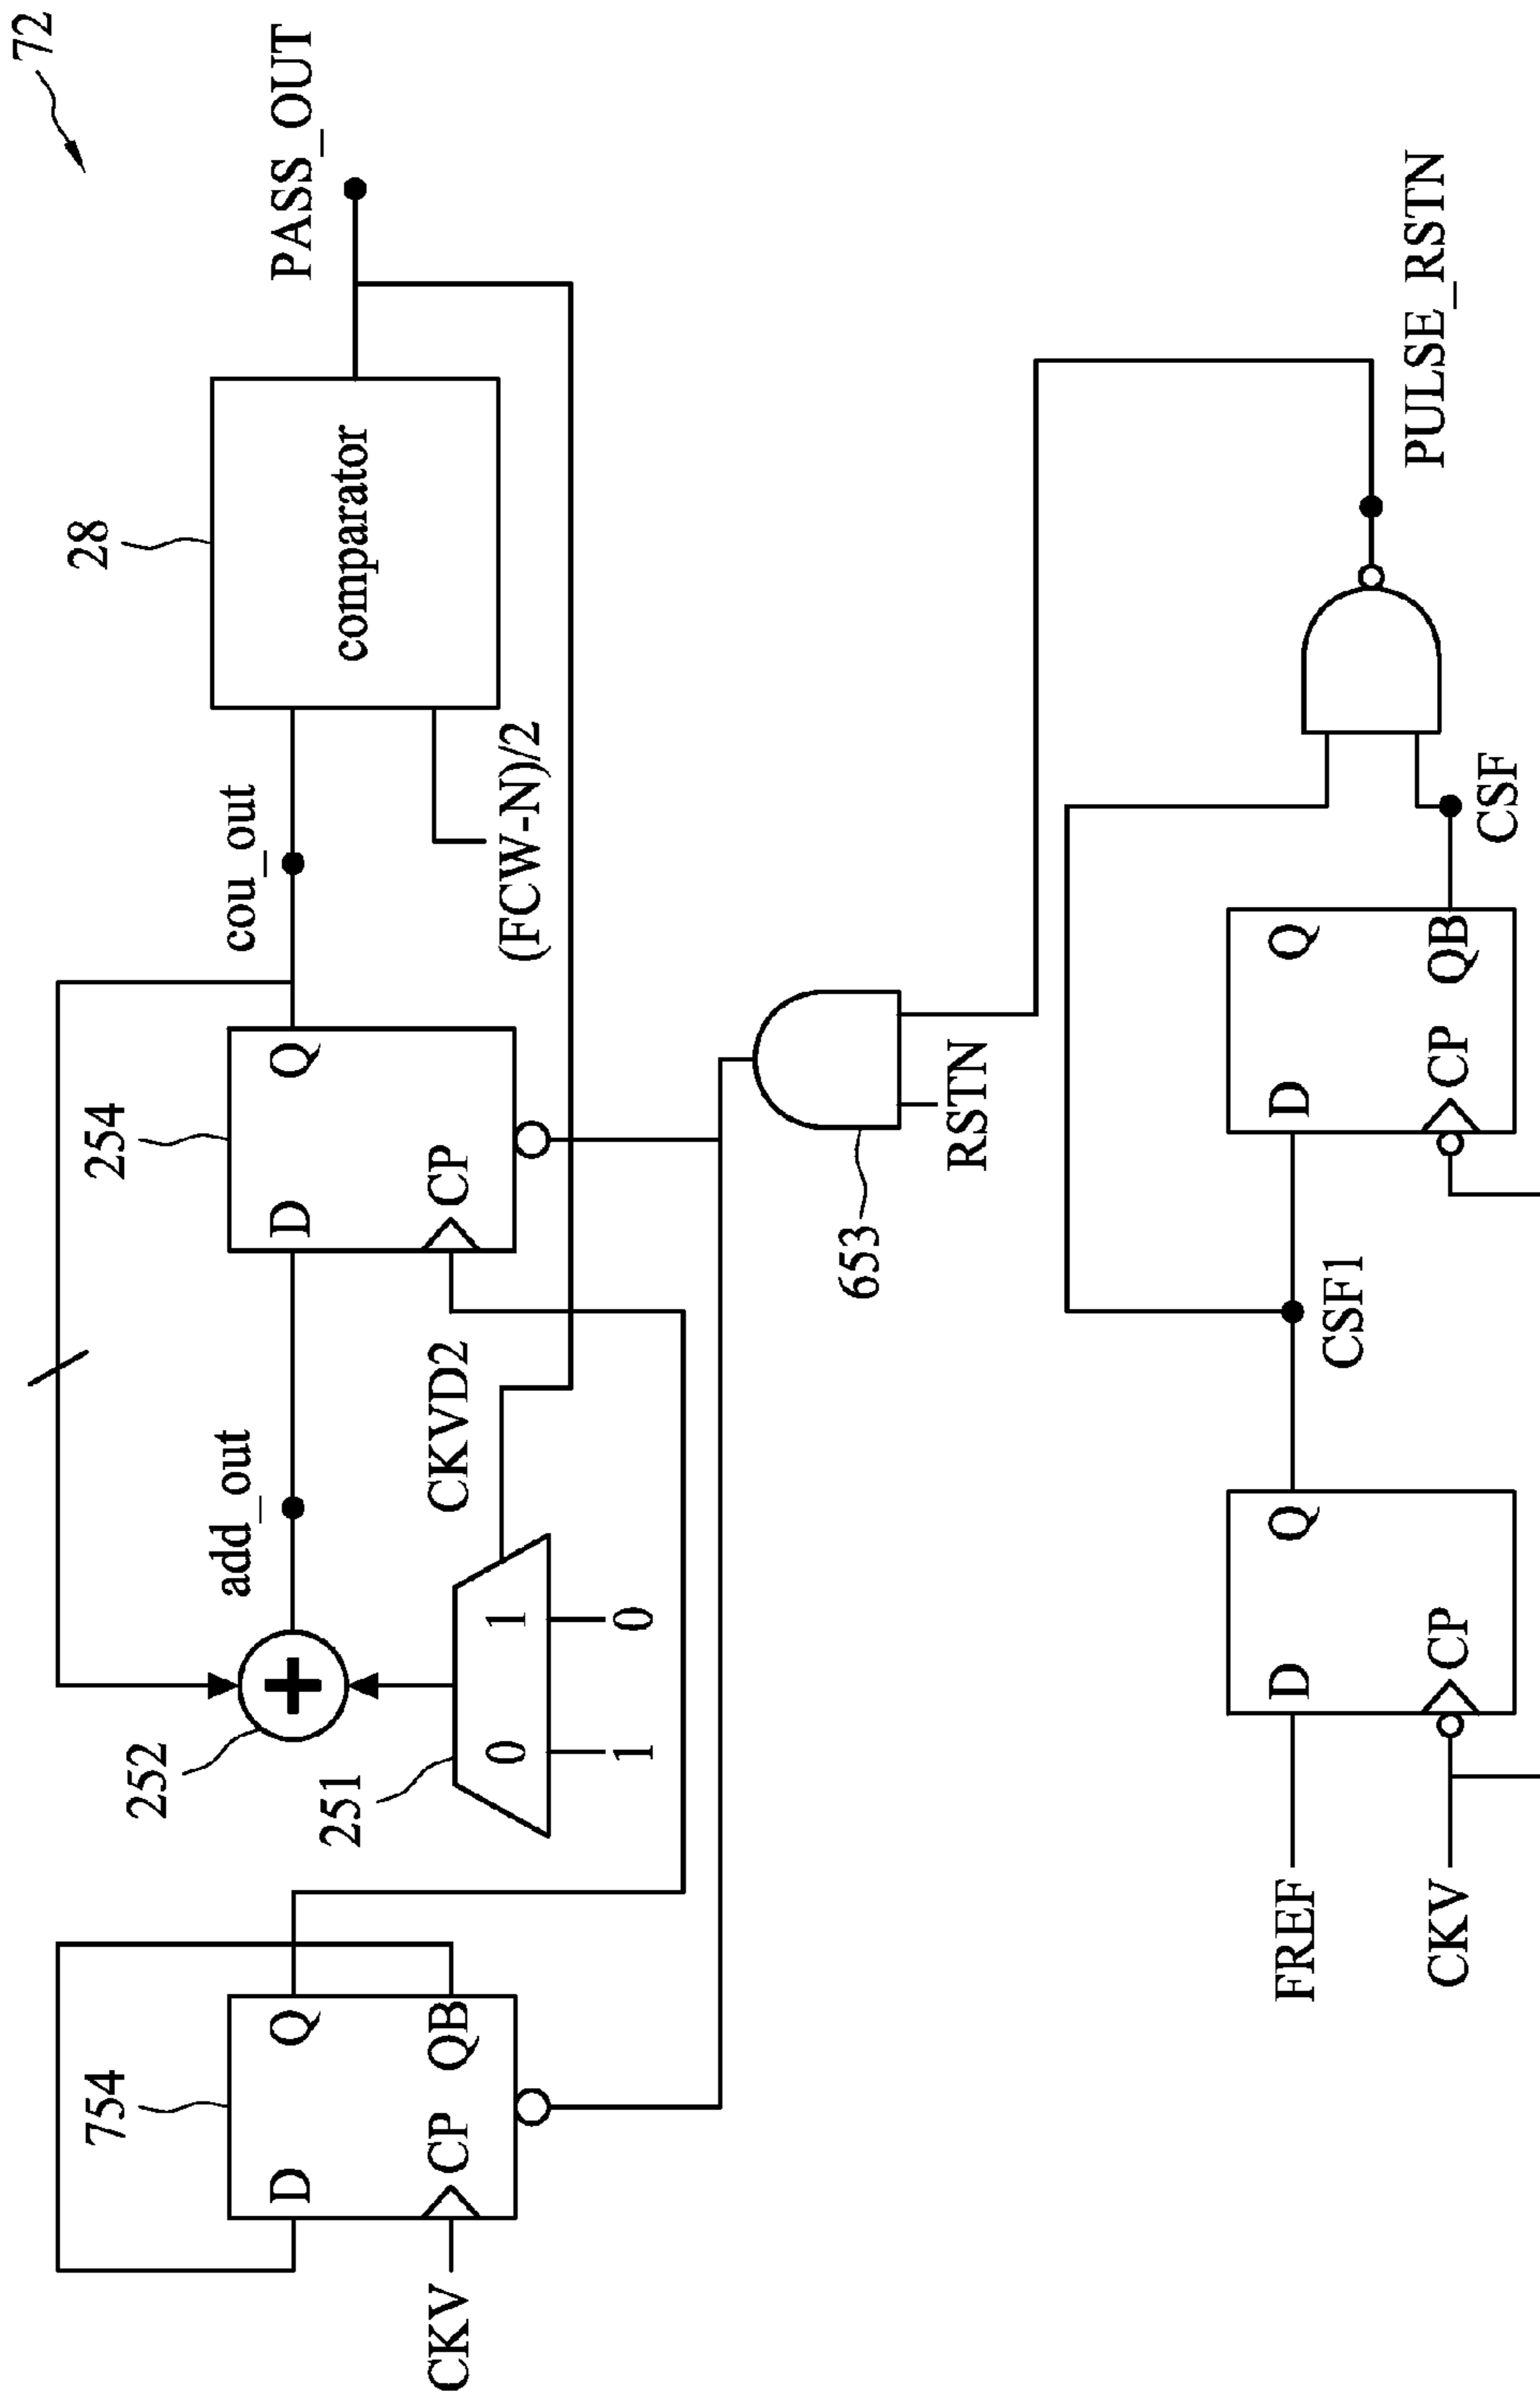 72
PASS_OUT
28
comparator
cou_out
(FCW-N)/2
254
D
Q
CP
CKVD2
add_out
252
251
0
1
1
0
754
D
Q
CP
QB
CKV
653
RSTN
PULSE_RSTN
CSF
D
Q
CP
QB
CSF1
D
Q
CP
FREF
CKV